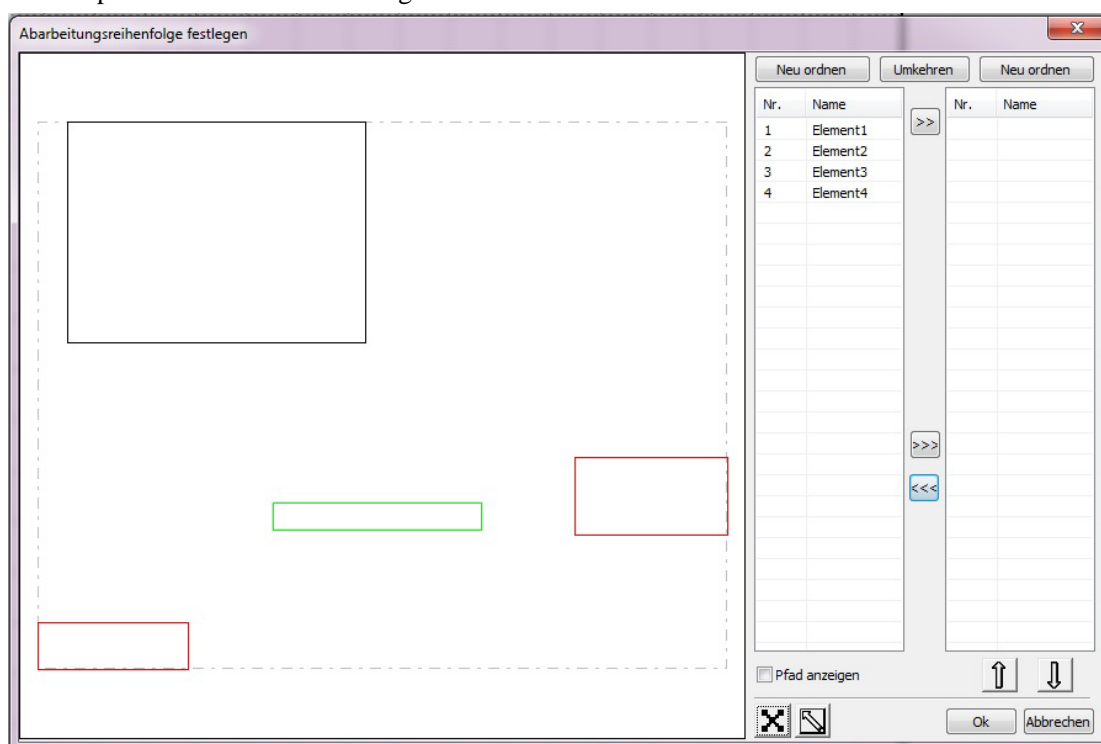 Abarbeitungsreihenfolge festlegen
Neu ordnen Umkehren Neu ordnen
Nr. Name >> Nr. Name
1 Element1
2 Element2
3 Element3
4 Element4
>>>
<<<
Pfad anzeigen
Ok Abbrechen